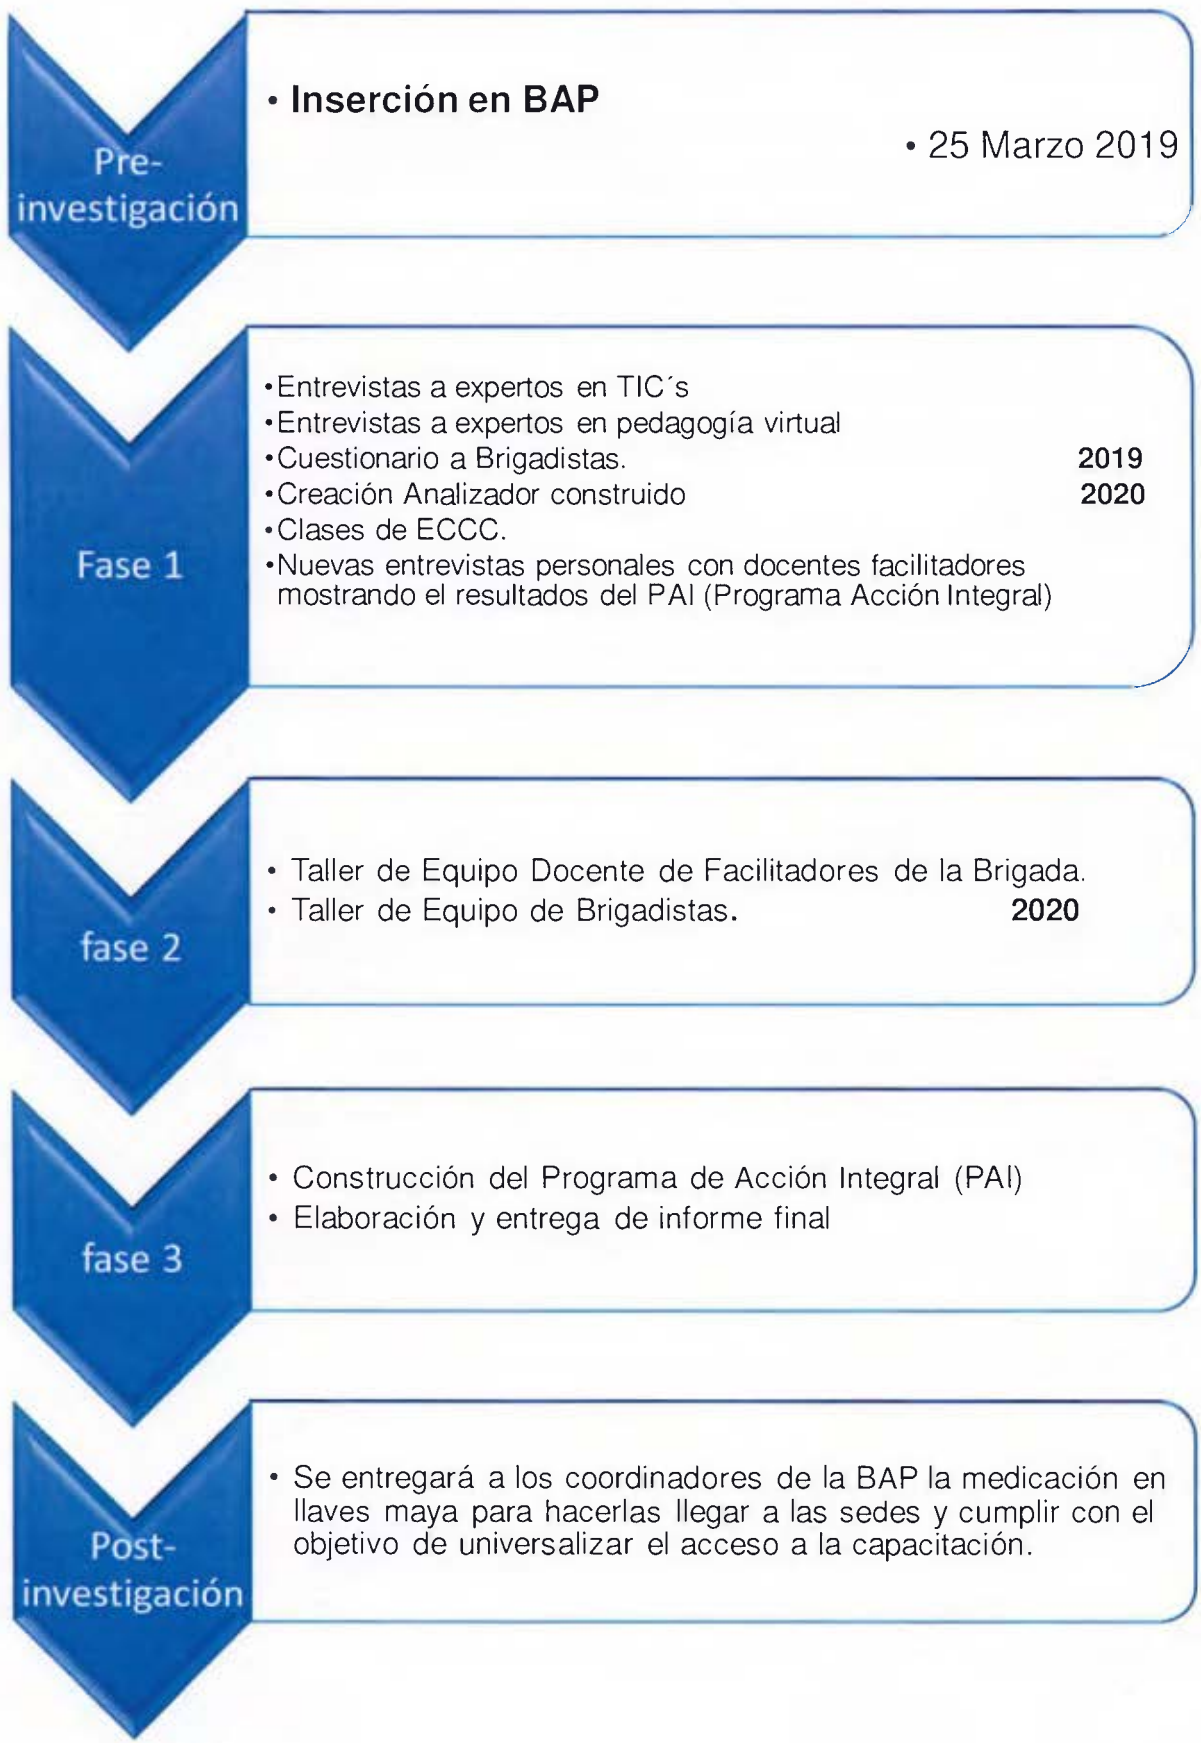 Pre-
investigación
• Inserción en BAP
• 25 Marzo 2019
Fase 1
•Entrevistas a expertos en TIC´s
•Entrevistas a expertos en pedagogía virtual
•Cuestionario a Brigadistas. 2019
•Creación Analizador construido 2020
•Clases de ECCC.
•Nuevas entrevistas personales con docentes facilitadores
mostrando el resultados del PAI (Programa Acción Integral)
fase 2
• Taller de Equipo Docente de Facilitadores de la Brigada.
• Taller de Equipo de Brigadistas. 2020
fase 3
• Construcción del Programa de Acción Integral (PAI)
• Elaboración y entrega de informe final
Post-
investigación
• Se entregará a los coordinadores de la BAP la medicación en
llaves maya para hacerlas llegar a las sedes y cumplir con el
objetivo de universalizar el acceso a la capacitación.